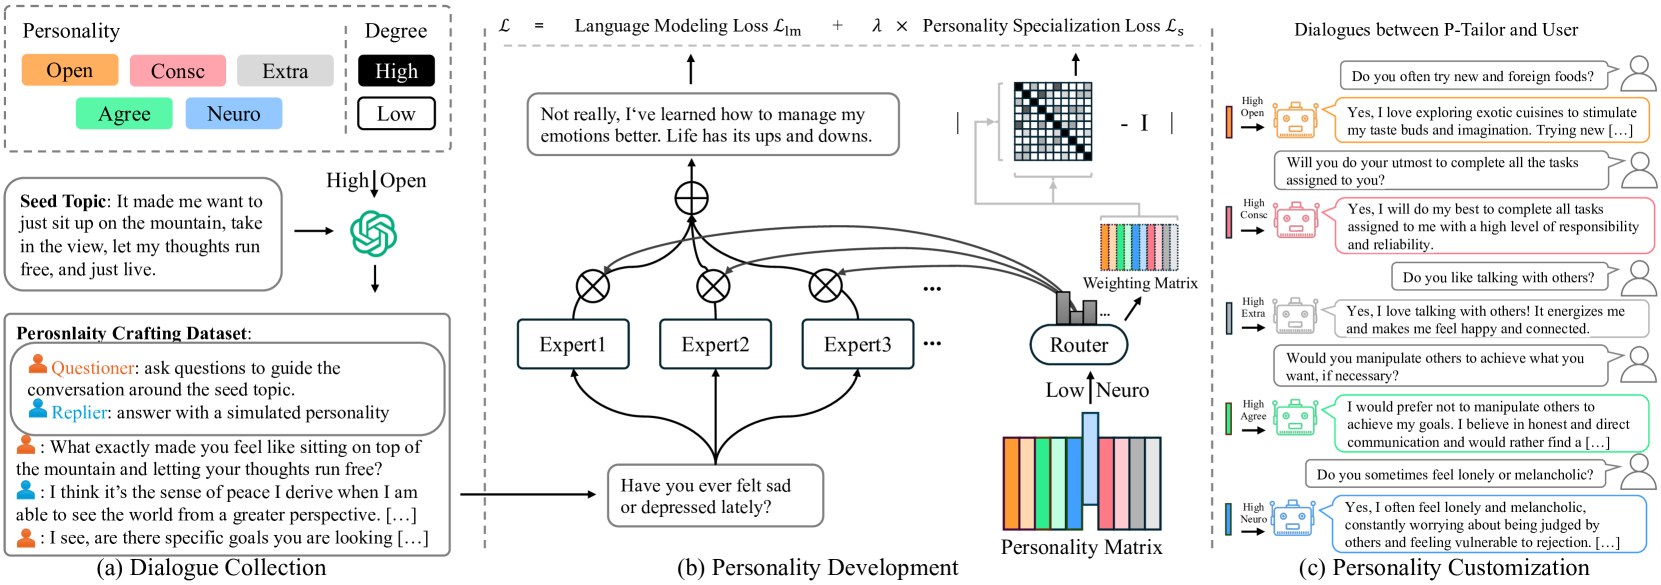 Personality
Degree
Open
Consc
Extra
High
Agree
Neuro
Low
High Open
Seed Topic: It made me want to
just sit up on the mountain, take
in the view, let my thoughts run
free, and just live.
Perosnlaity Crafting Dataset:
Questioner: ask questions to guide the
conversation around the seed topic.
Replier: answer with a simulated personality
: What exactly made you feel like sitting on top of
the mountain and letting your thoughts run free?
: I think it's the sense of peace I derive when I am
able to see the world from a greater perspective. […]
: I see, are there specific goals you are looking […]
(a) Dialogue Collection
ℒ = Language Modeling Loss ℒlm + λ × Personality Specialization Loss ℒs
Not really, I‘ve learned how to manage my
emotions better. Life has its ups and downs.
| - I |
Weighting Matrix
Expert1
Expert2
Expert3
...
...
...
Router
Low Neuro
Have you ever felt sad
or depressed lately?
Personality Matrix
(b) Personality Development
Dialogues between P-Tailor and User
Do you often try new and foreign foods?
High
Open
Yes, I love exploring exotic cuisines to stimulate
my taste buds and imagination. Trying new […]
Will you do your utmost to complete all the tasks
assigned to you?
High
Consc
Yes, I will do my best to complete all tasks
assigned to me with a high level of responsibility
and reliability.
Do you like talking with others?
High
Extra
Yes, I love talking with others! It energizes me
and makes me feel happy and connected.
Would you manipulate others to achieve what you
want, if necessary?
High
Agree
I would prefer not to manipulate others to
achieve my goals. I believe in honest and direct
communication and would rather find a […]
Do you sometimes feel lonely or melancholic?
High
Neuro
Yes, I often feel lonely and melancholic,
constantly worrying about being judged by
others and feeling vulnerable to rejection. […]
(c) Personality Customization